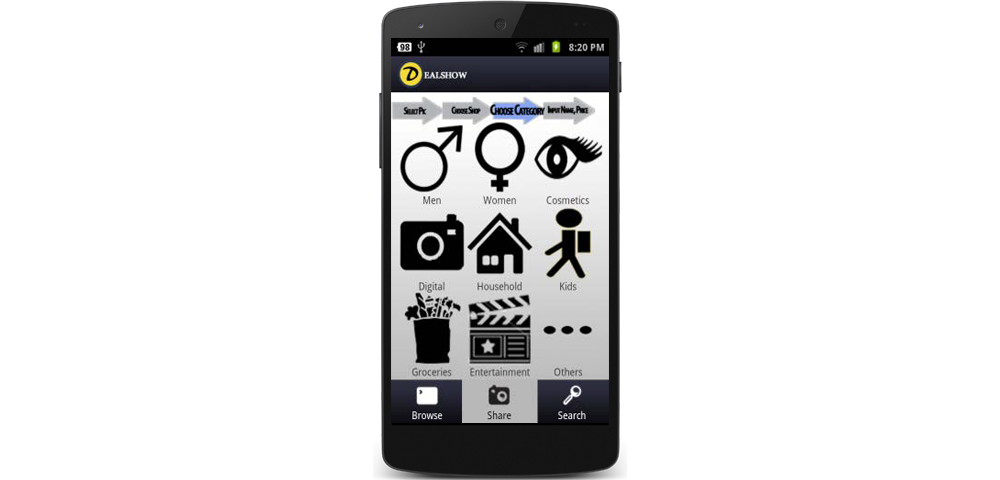 98 8:20 PM
DEALSHOW
SELECT PIC CHOOSE SHOP CHOOSE CATEGORY INPUT NAME, PRICE
Men Women Cosmetics
Digital Household Kids
Groceries Entertainment Others
Browse Share Search